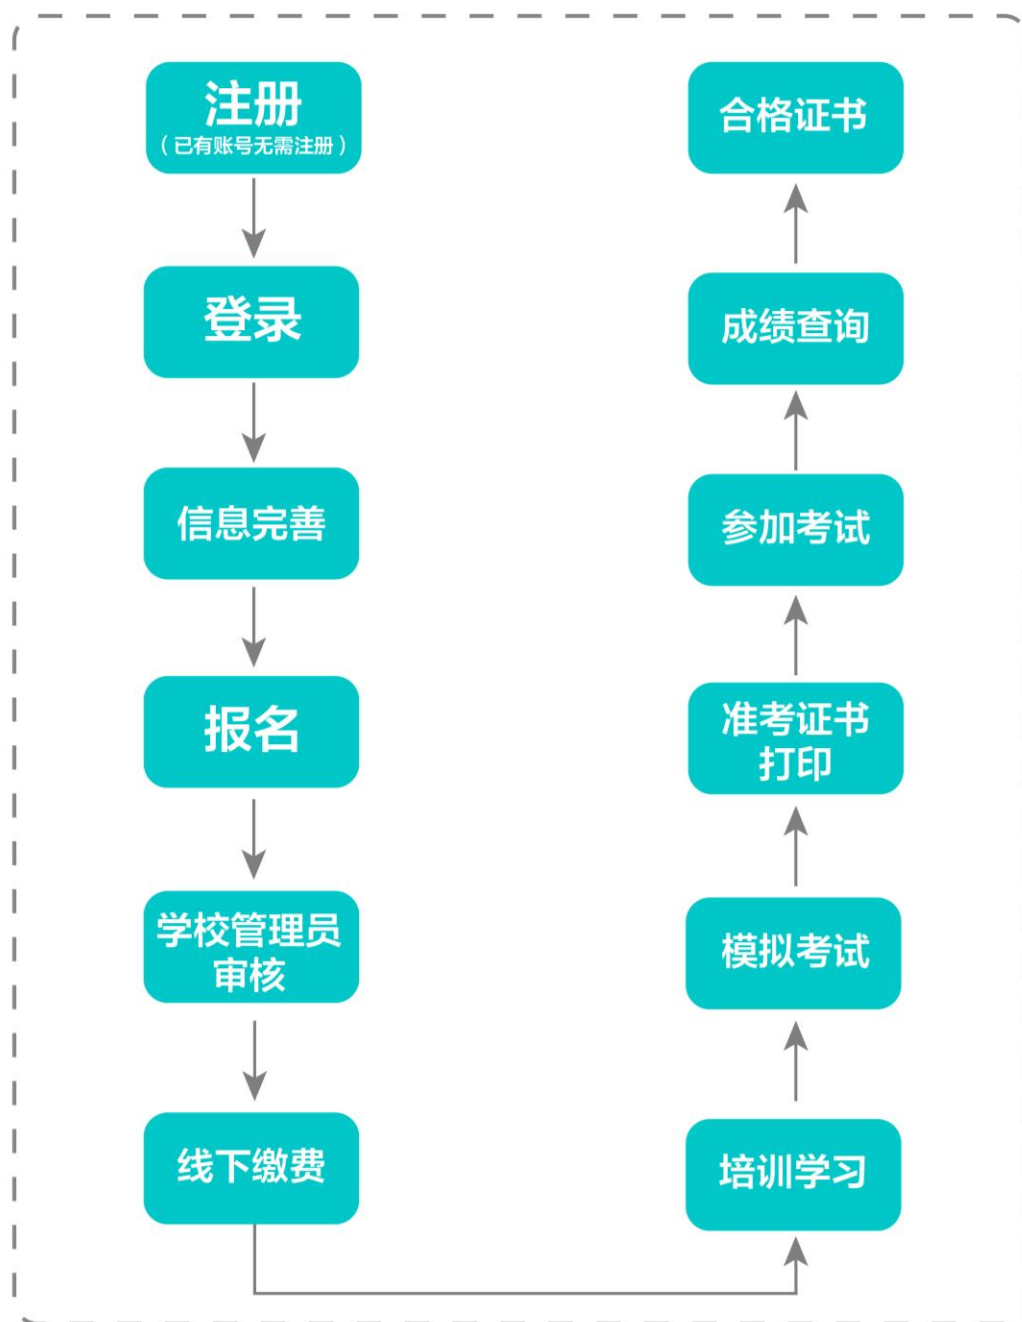 注册
（已有账号无需注册）
登录
信息完善
报名
学校管理员
审核
线下缴费
培训学习
模拟考试
准考证书
打印
参加考试
成绩查询
合格证书